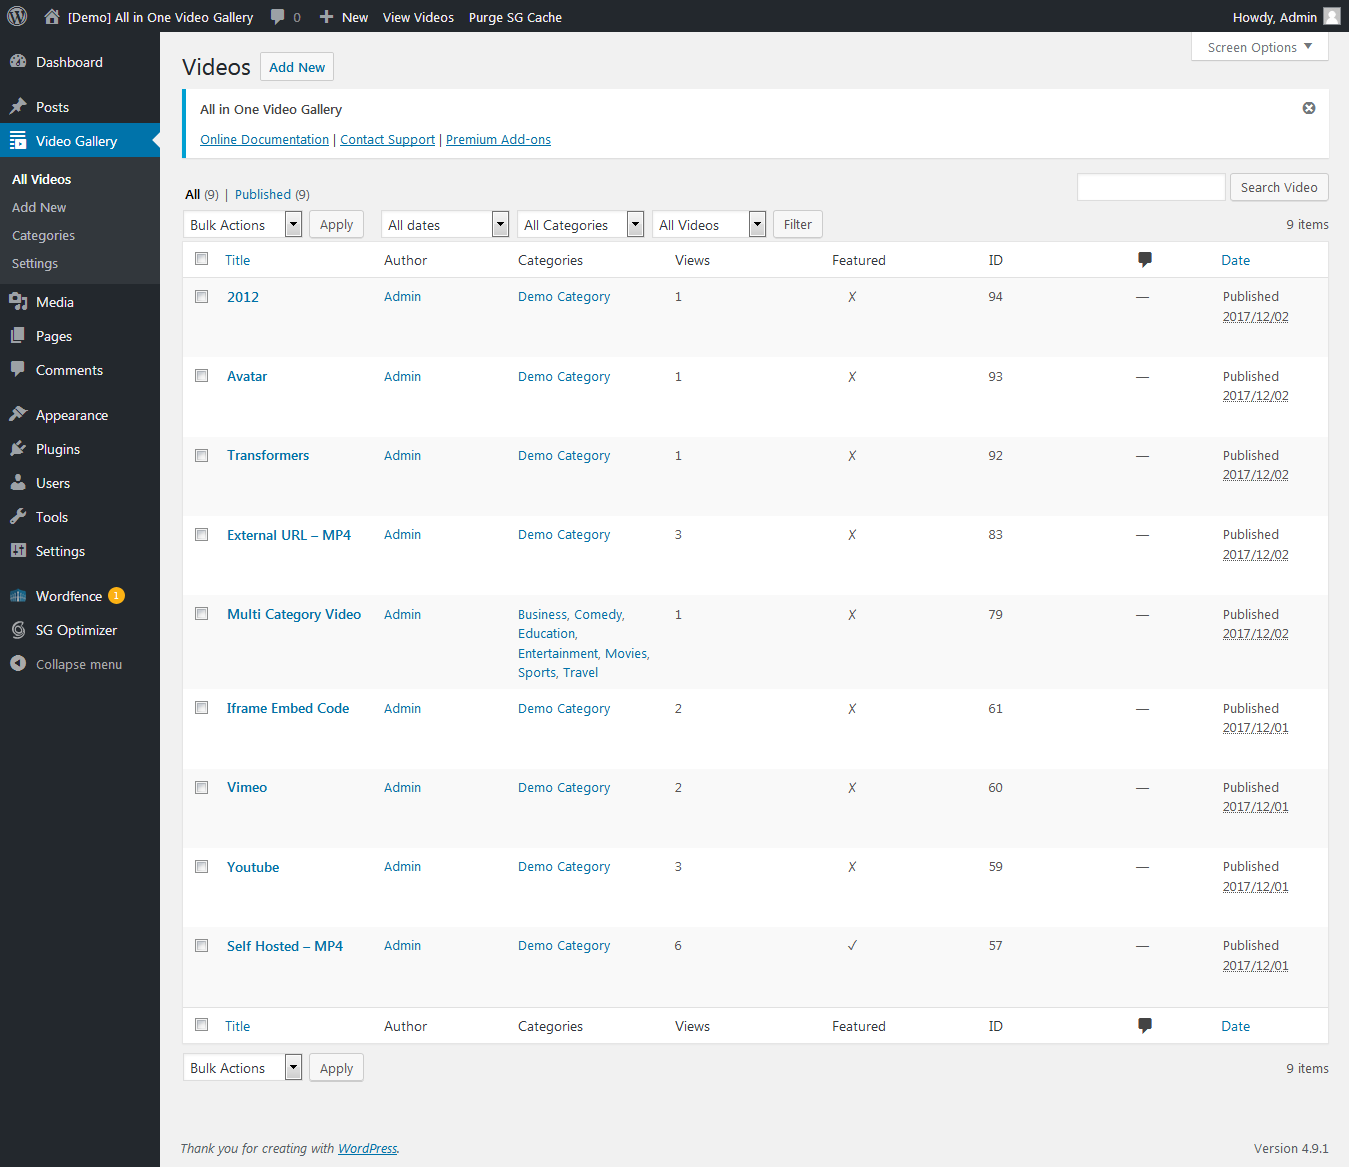 [Demo] All in One Video Gallery 0 New View Videos Purge SG Cache Howdy, Admin
Dashboard
Posts
Video Gallery
All Videos
Add New
Categories
Settings
Media
Pages
Comments
Appearance
Plugins
Users
Tools
Settings
Wordfence 1
SG Optimizer
Collapse menu
Screen Options
Videos Add New
All in One Video Gallery
Online Documentation | Contact Support | Premium Add-ons
All (9) | Published (9)
Search Video
Bulk Actions Apply All dates All Categories All Videos Filter 9 items
Title Author Categories Views Featured ID Date
2012 Admin Demo Category 1 ✗ 94 — Published
2017/12/02
Avatar Admin Demo Category 1 ✗ 93 — Published
2017/12/02
Transformers Admin Demo Category 1 ✗ 92 — Published
2017/12/02
External URL – MP4 Admin Demo Category 3 ✗ 83 — Published
2017/12/02
Multi Category Video Admin Business, Comedy, 1 ✗ 79 — Published
Education, 2017/12/02
Entertainment, Movies,
Sports, Travel
Iframe Embed Code Admin Demo Category 2 ✗ 61 — Published
2017/12/01
Vimeo Admin Demo Category 2 ✗ 60 — Published
2017/12/01
Youtube Admin Demo Category 3 ✗ 59 — Published
2017/12/01
Self Hosted – MP4 Admin Demo Category 6 ✓ 57 — Published
2017/12/01
Title Author Categories Views Featured ID Date
Bulk Actions Apply 9 items
Thank you for creating with WordPress. Version 4.9.1